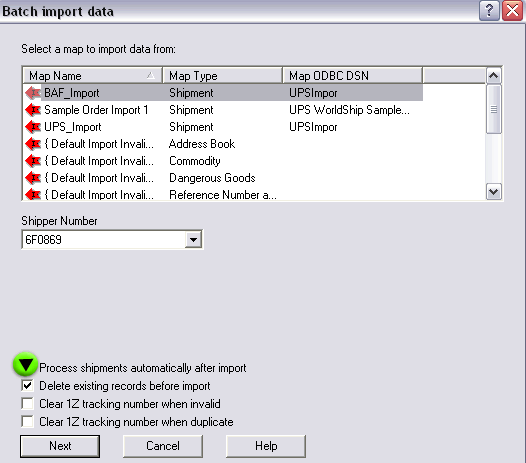 Batch import data
Select a map to import data from:
Map Name Map Type Map ODBC DSN
BAF_Import Shipment UPSImpor
Sample Order Import 1 Shipment UPS WorldShip Sample...
UPS_Import Shipment UPSImpor
{ Default Import Invali... Address Book
{ Default Import Invali... Commodity
{ Default Import Invali... Dangerous Goods
{ Default Import Invali... Reference Number a...
Shipper Number
6F0869
Process shipments automatically after import
Delete existing records before import
Clear 1Z tracking number when invalid
Clear 1Z tracking number when duplicate
Next Cancel Help